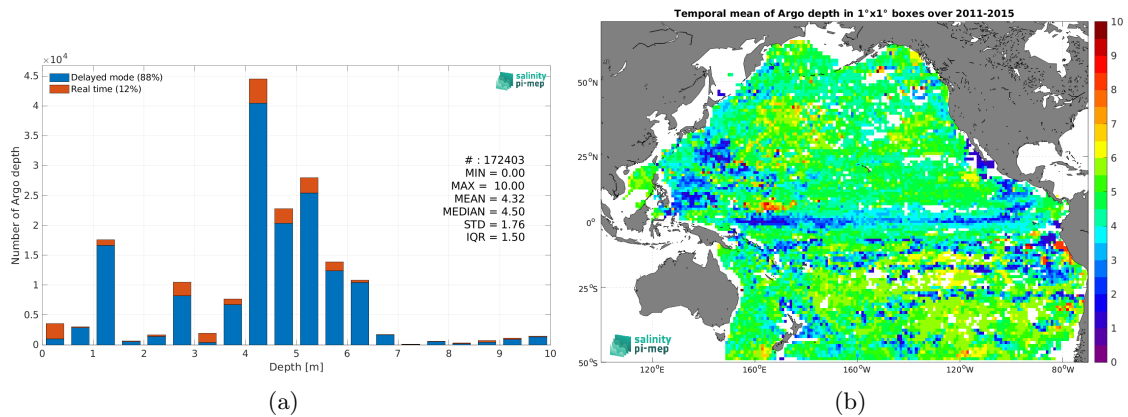 ×10⁴
4.5
4
3.5
3
2.5
2
1.5
1
0.5
0
Number of Argo depth
Delayed mode (88%)
Real time (12%)
salinity
pi-mep
# : 172403
MIN = 0.00
MAX = 10.00
MEAN = 4.32
MEDIAN = 4.50
STD = 1.76
IQR = 1.50
0 1 2 3 4 5 6 7 8 9 10
Depth [m]
(a)
Temporal mean of Argo depth in 1°x1° boxes over 2011-2015
50°N
25°N
0°
25°S
50°S
120°E 160°E 160°W 120°W 80°W
salinity
pi-mep
10
9
8
7
6
5
4
3
2
1
0
(b)